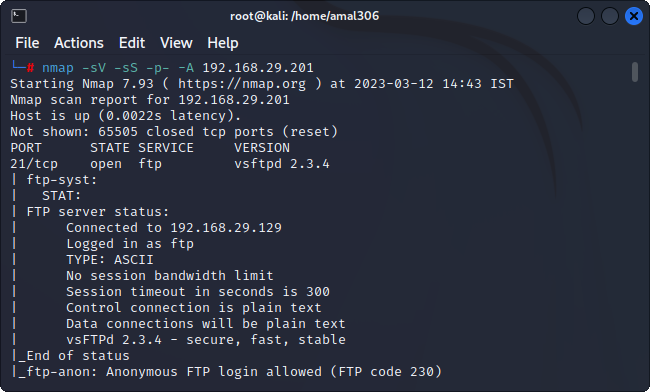 root@kali: /home/amal306
File Actions Edit View Help
└─# nmap -sV -sS -p- -A 192.168.29.201
Starting Nmap 7.93 ( https://nmap.org ) at 2023-03-12 14:43 IST
Nmap scan report for 192.168.29.201
Host is up (0.0022s latency).
Not shown: 65505 closed tcp ports (reset)
PORT      STATE SERVICE     VERSION
21/tcp    open  ftp         vsftpd 2.3.4
| ftp-syst:
|   STAT:
| FTP server status:
|      Connected to 192.168.29.129
|      Logged in as ftp
|      TYPE: ASCII
|      No session bandwidth limit
|      Session timeout in seconds is 300
|      Control connection is plain text
|      Data connections will be plain text
|      vsFTPd 2.3.4 - secure, fast, stable
|_End of status
|_ftp-anon: Anonymous FTP login allowed (FTP code 230)